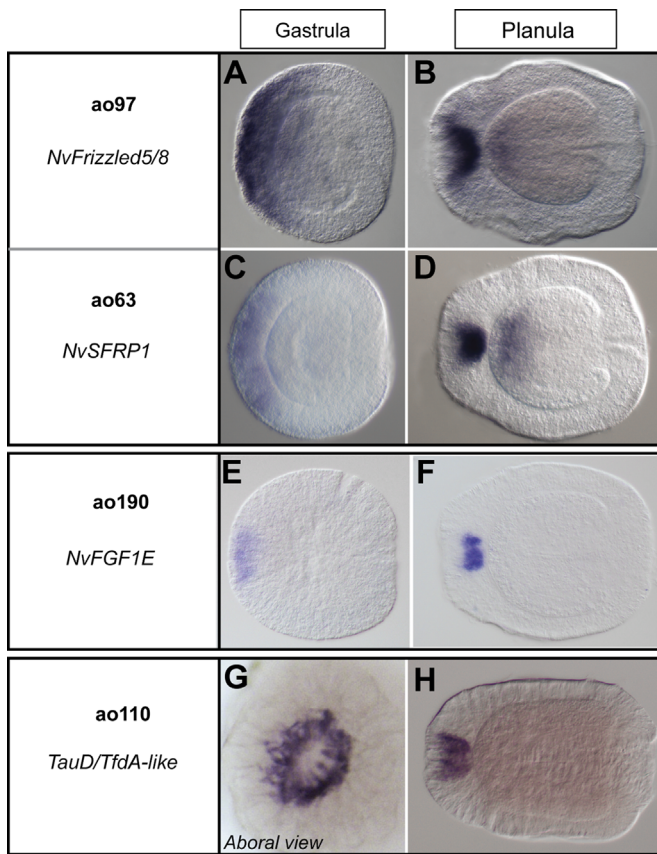 Gastrula
Planula
ao97
NvFrizzled5/8
A
B
ao63
NvSFRP1
C
D
ao190
NvFGF1E
E
F
ao110
TauD/TfdA-like
G
H
Aboral view